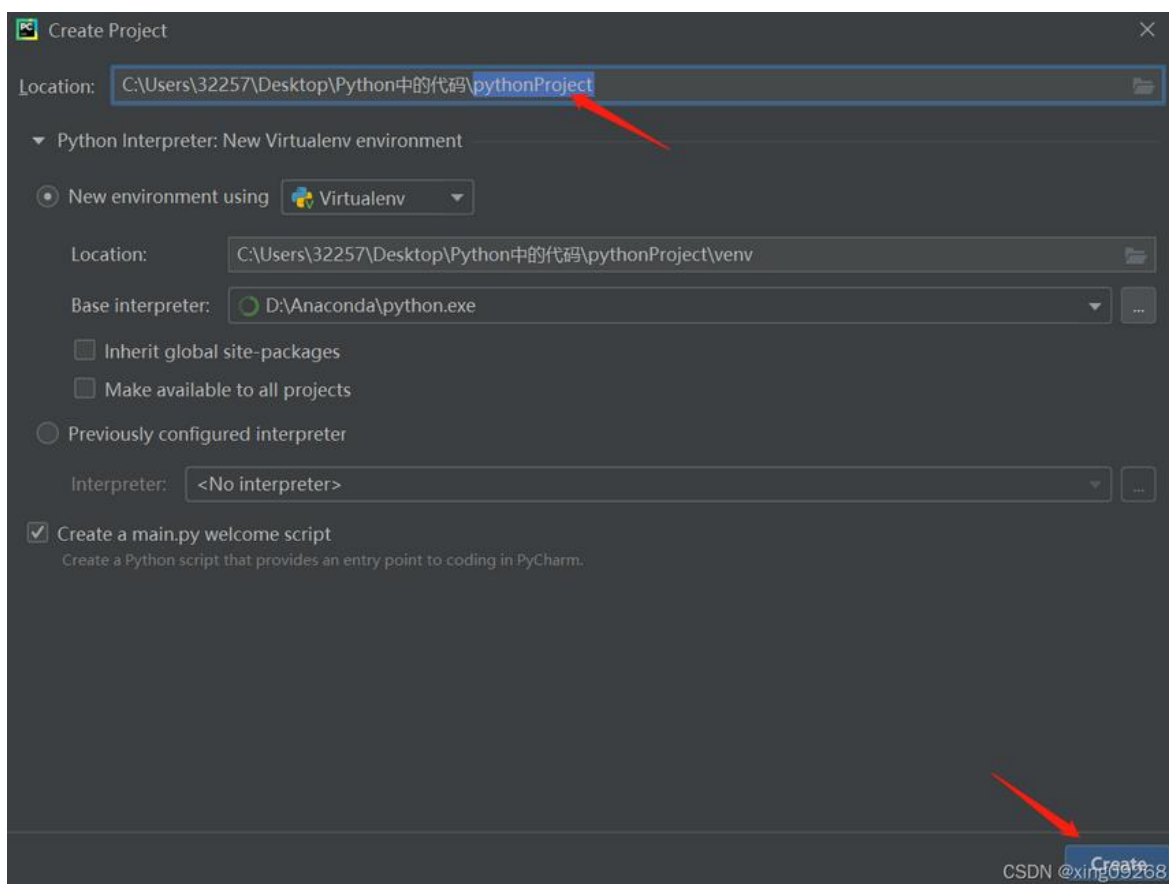 PC Create Project
Location: C:\Users\32257\Desktop\Python中的代码\pythonProject
Python Interpreter: New Virtualenv environment
New environment using Virtualenv
Location: C:\Users\32257\Desktop\Python中的代码\pythonProject\venv
Base interpreter: D:\Anaconda\python.exe ...
Inherit global site-packages
Make available to all projects
Previously configured interpreter
Interpreter: <No interpreter> ...
Create a main.py welcome script
Create a Python script that provides an entry point to coding in PyCharm.
Create
CSDN @xing09268